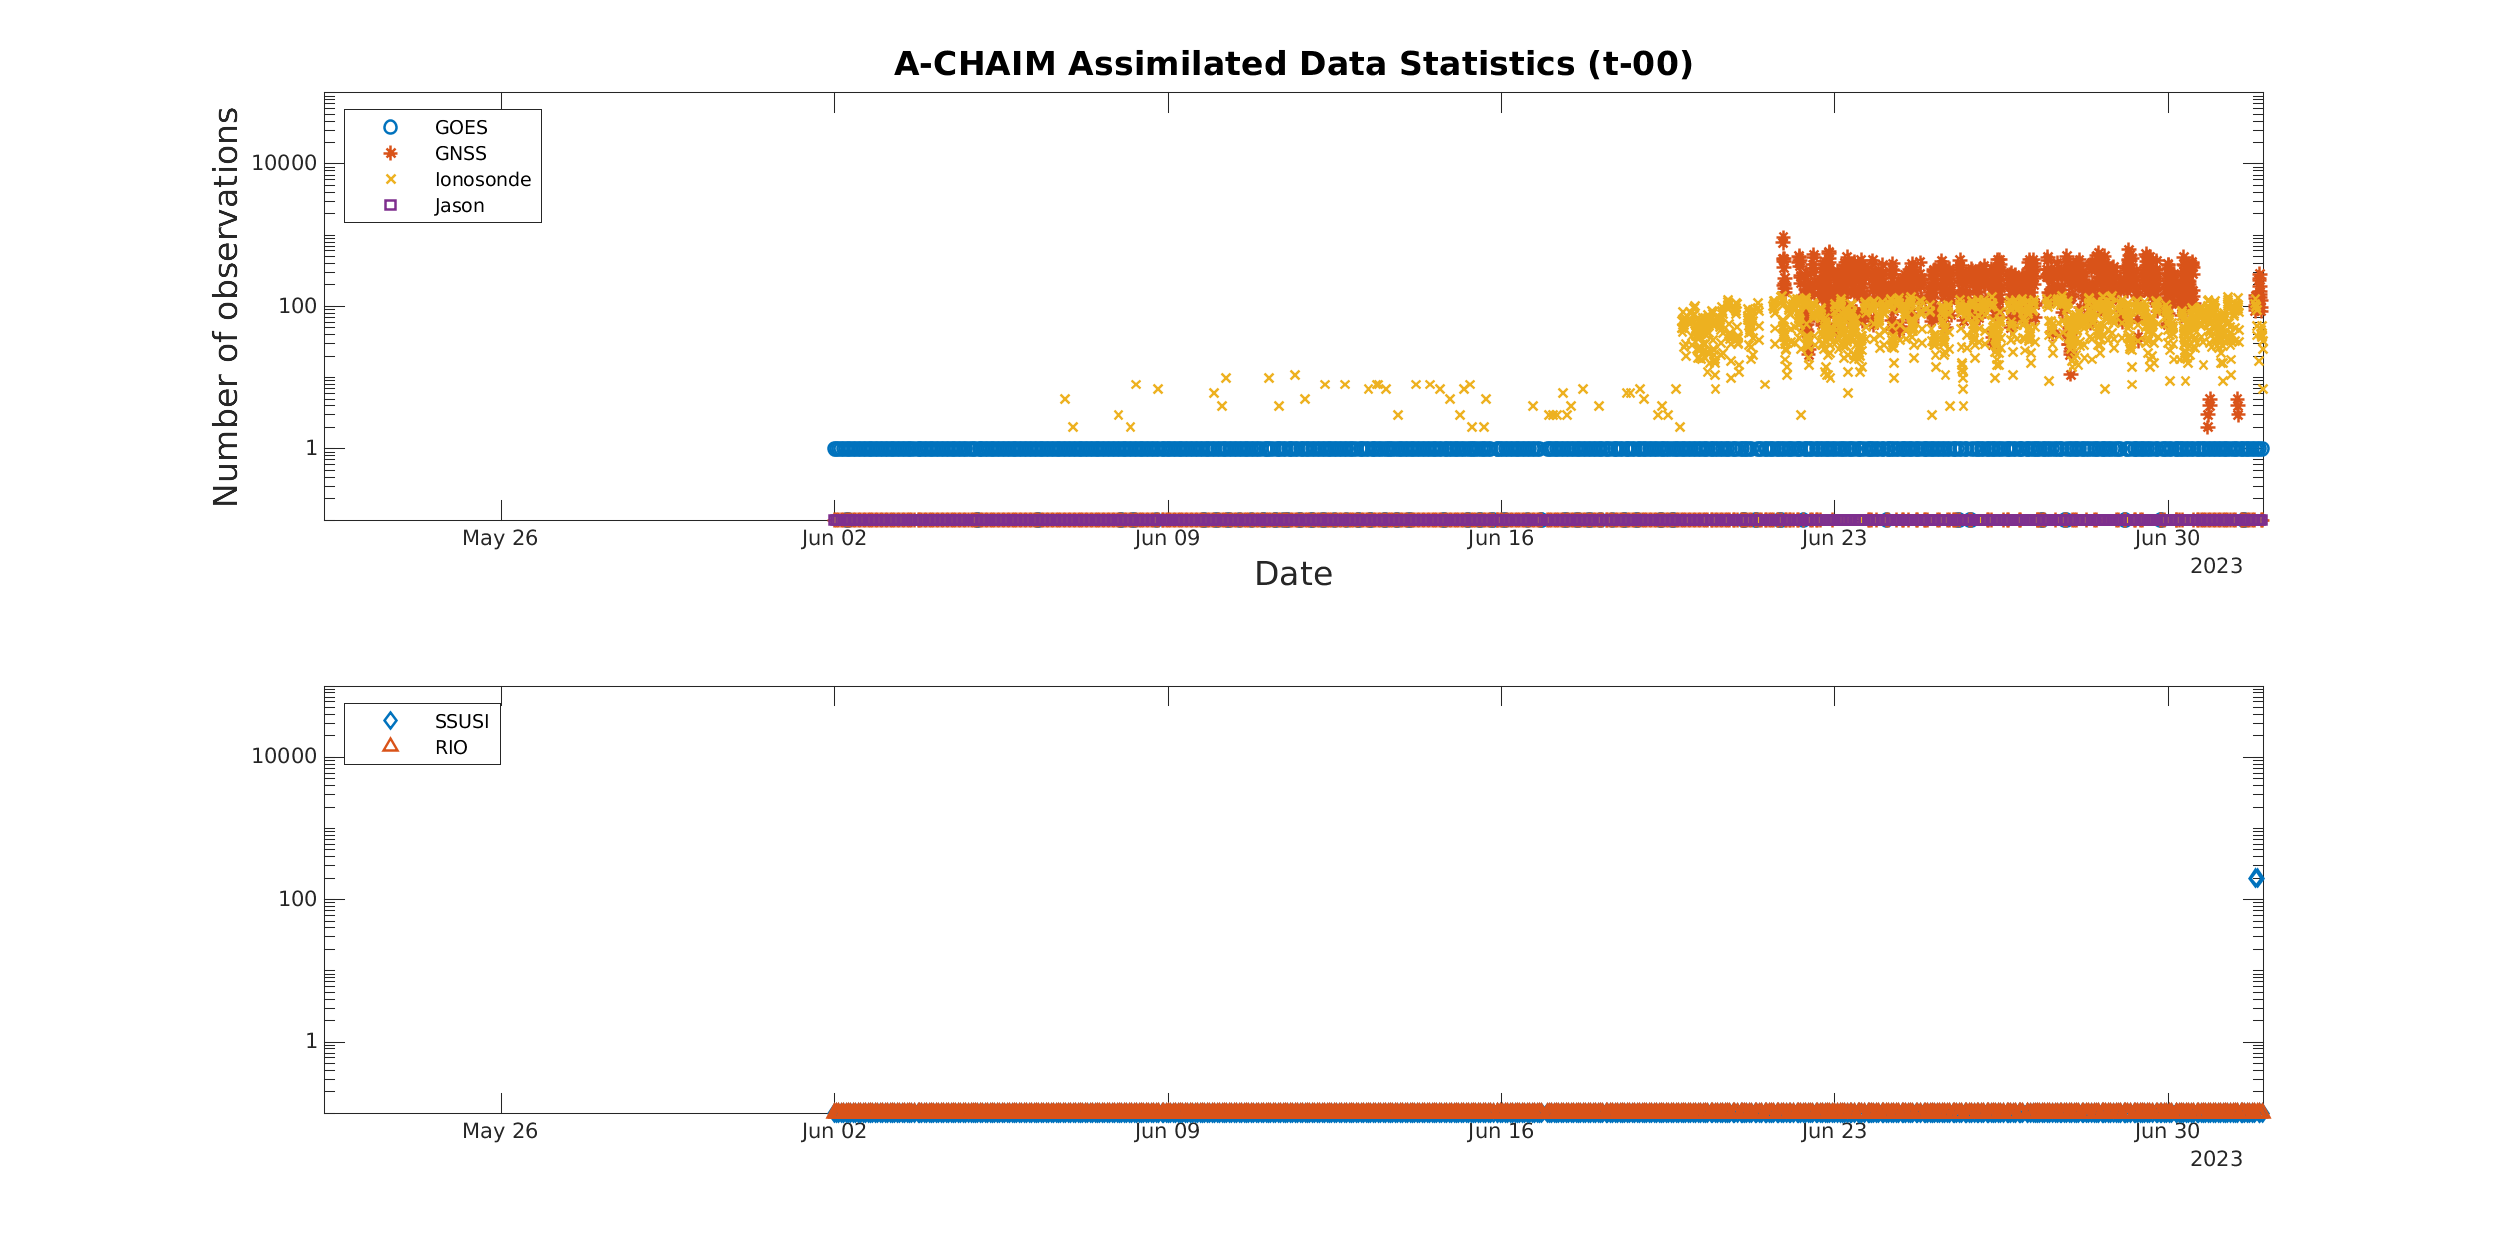 A-CHAIM Assimilated Data Statistics (t-00)
Number of observations
GOES
GNSS
Ionosonde
Jason
10000
100
1
May 26
Jun 02
Jun 09
Jun 16
Jun 23
Jun 30
2023
Date
SSUSI
RIO
10000
100
1
May 26
Jun 02
Jun 09
Jun 16
Jun 23
Jun 30
2023